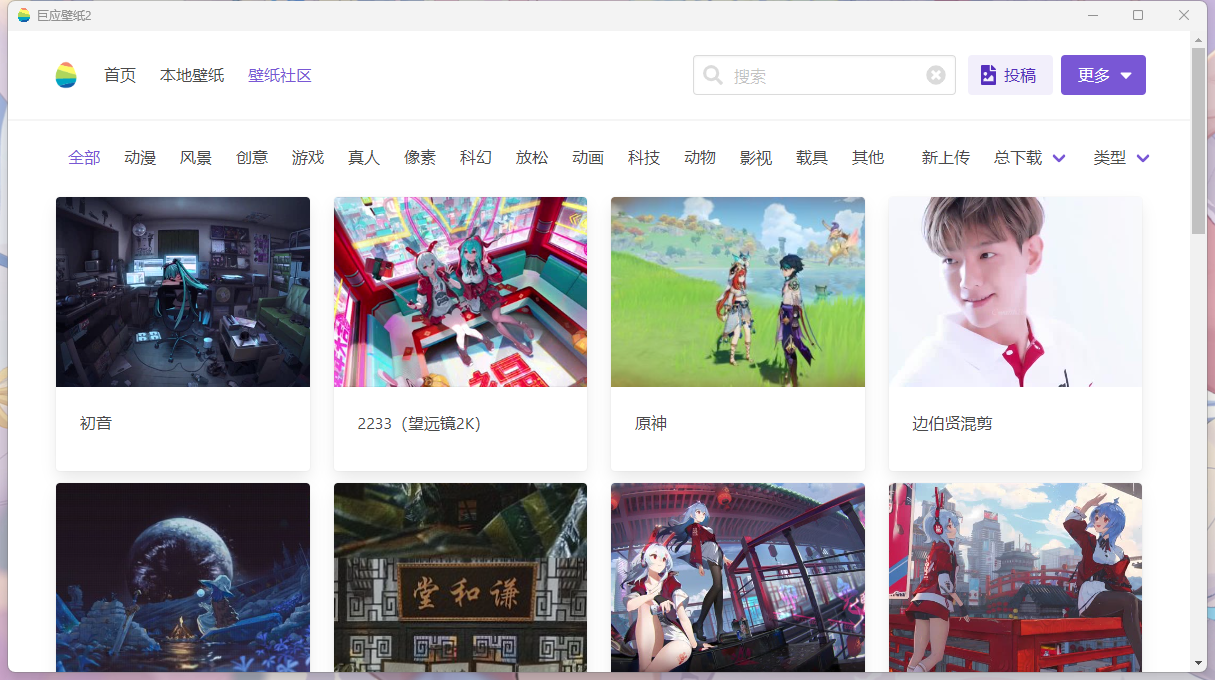 巨应壁纸2
首页 本地壁纸 壁纸社区 搜索 投稿 更多
全部 动漫 风景 创意 游戏 真人 像素 科幻 放松 动画 科技 动物 影视 载具 其他 新上传 总下载 类型
福
初音 2233（望远镜2K） 原神 边伯贤混剪
堂和谦